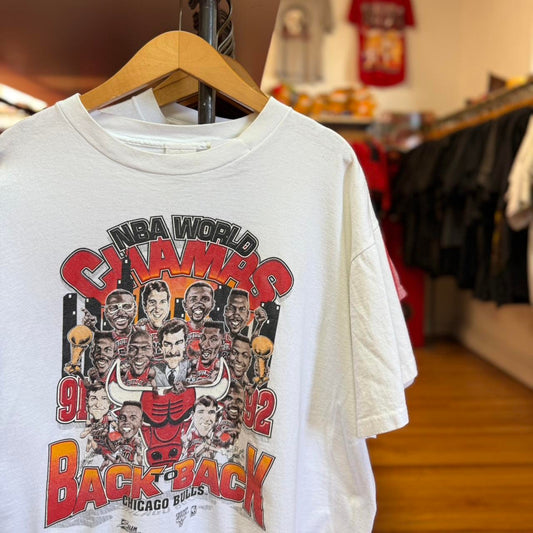 NBA WORLD
CHAMPS
91 92
BACK TO BACK
CHICAGO BULLS